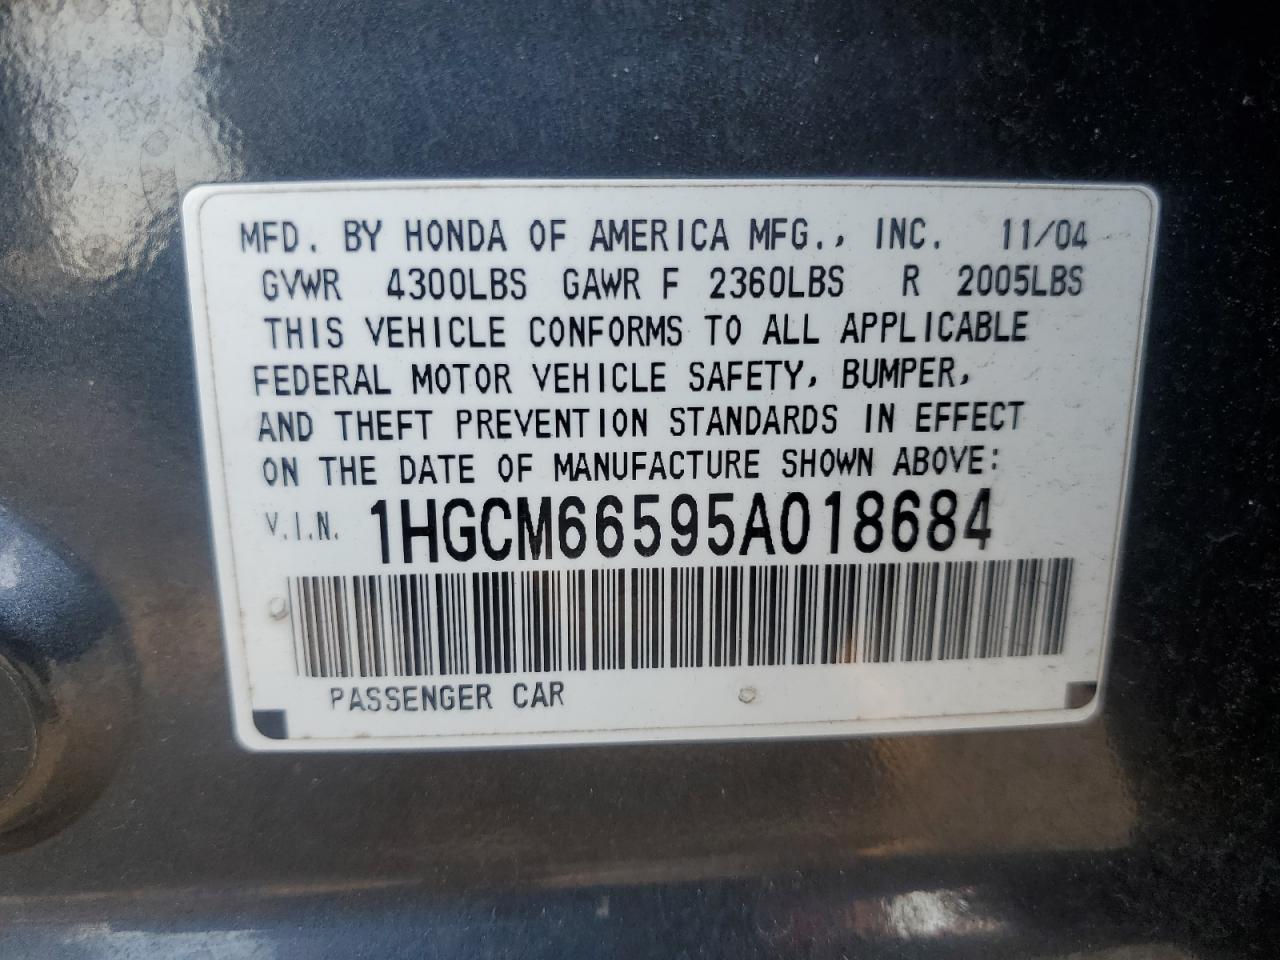 MFD. BY HONDA OF AMERICA MFG., INC. 11/04
GVWR 4300LBS GAWR F 2360LBS R 2005LBS
THIS VEHICLE CONFORMS TO ALL APPLICABLE
FEDERAL MOTOR VEHICLE SAFETY, BUMPER,
AND THEFT PREVENTION STANDARDS IN EFFECT
ON THE DATE OF MANUFACTURE SHOWN ABOVE:
V.I.N. 1HGCM66595A018684
PASSENGER CAR